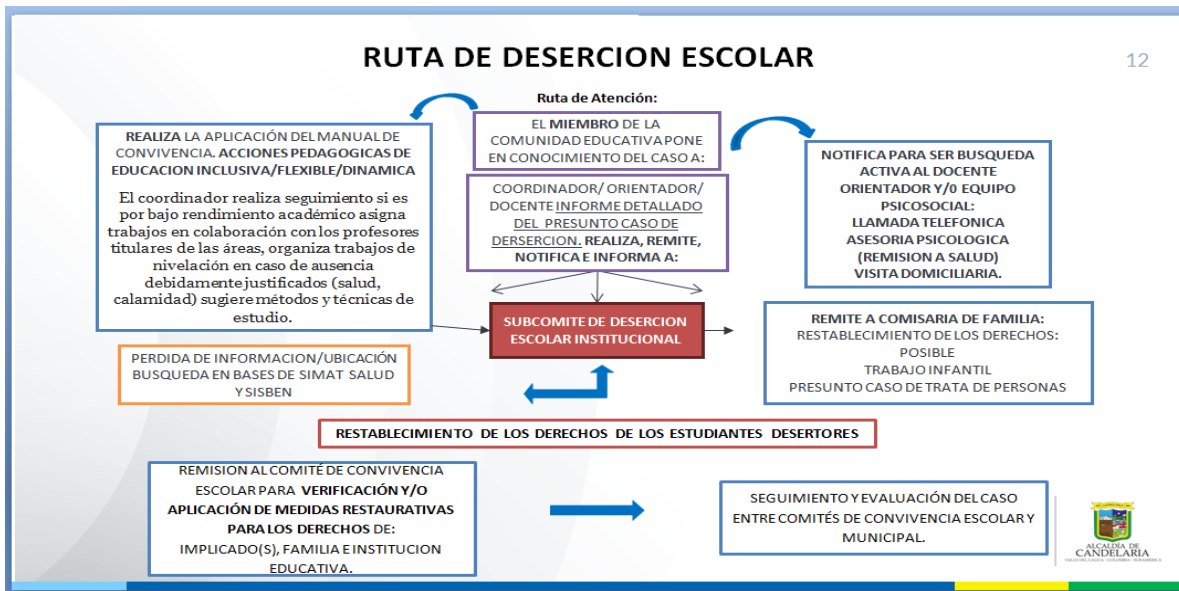 RUTA DE DESERCION ESCOLAR
12
Ruta de Atención:
REALIZA LA APLICACIÓN DEL MANUAL DE
CONVIVENCIA. ACCIONES PEDAGOGICAS DE
EDUCACION INCLUSIVA/FLEXIBLE/DINAMICA
El coordinador realiza seguimiento si es
por bajo rendimiento académico asigna
trabajos en colaboración con los profesores
titulares de las áreas, organiza trabajos de
nivelación en caso de ausencia
debidamente justificados (salud,
calamidad) sugiere métodos y técnicas de
estudio.
EL MIEMBRO DE LA
COMUNIDAD EDUCATIVA PONE
EN CONOCIMIENTO DEL CASO A:
COORDINADOR/ ORIENTADOR/
DOCENTE INFORME DETALLADO
DEL PRESUNTO CASO DE
DERSERCION. REALIZA, REMITE,
NOTIFICA E INFORMA A:
NOTIFICA PARA SER BUSQUEDA
ACTIVA AL DOCENTE
ORIENTADOR Y/0 EQUIPO
PSICOSOCIAL:
LLAMADA TELEFONICA
ASESORIA PSICOLOGICA
(REMISION A SALUD)
VISITA DOMICILIARIA.
SUBCOMITE DE DESERCION
ESCOLAR INSTITUCIONAL
REMITE A COMISARIA DE FAMILIA:
RESTABLECIMIENTO DE LOS DERECHOS:
POSIBLE
TRABAJO INFANTIL
PRESUNTO CASO DE TRATA DE PERSONAS
PERDIDA DE INFORMACION/UBICACIÓN
BUSQUEDA EN BASES DE SIMAT SALUD
Y SISBEN
RESTABLECIMIENTO DE LOS DERECHOS DE LOS ESTUDIANTES DESERTORES
REMISION AL COMITÉ DE CONVIVENCIA
ESCOLAR PARA VERIFICACIÓN Y/O
APLICACIÓN DE MEDIDAS RESTAURATIVAS
PARA LOS DERECHOS DE:
IMPLICADO(S), FAMILIA E INSTITUCION
EDUCATIVA.
SEGUIMIENTO Y EVALUACIÓN DEL CASO
ENTRE COMITÉS DE CONVIVENCIA ESCOLAR Y
MUNICIPAL.
ALCALDÍA DE
CANDELARIA
VALLE DEL CAUCA - COLOMBIA - SURAMÉRICA